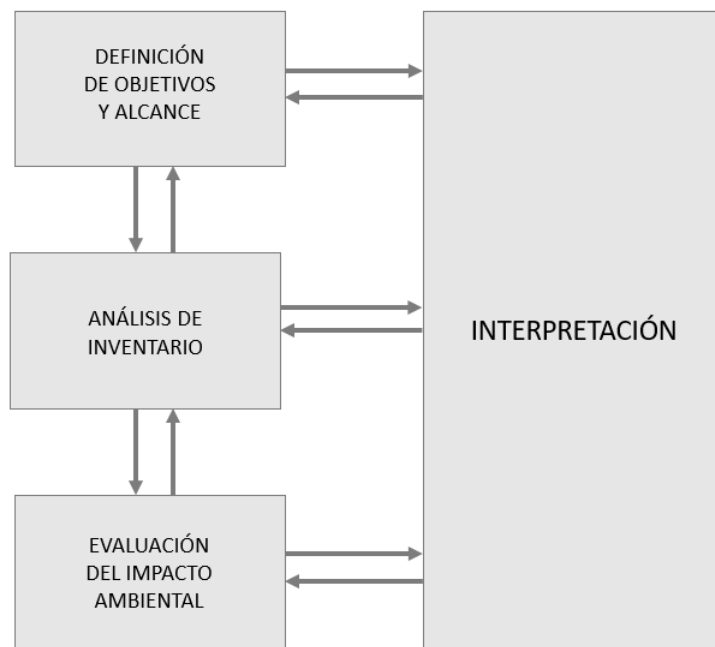 DEFINICIÓN
DE OBJETIVOS
Y ALCANCE
ANÁLISIS DE
INVENTARIO
INTERPRETACIÓN
EVALUACIÓN
DEL IMPACTO
AMBIENTAL